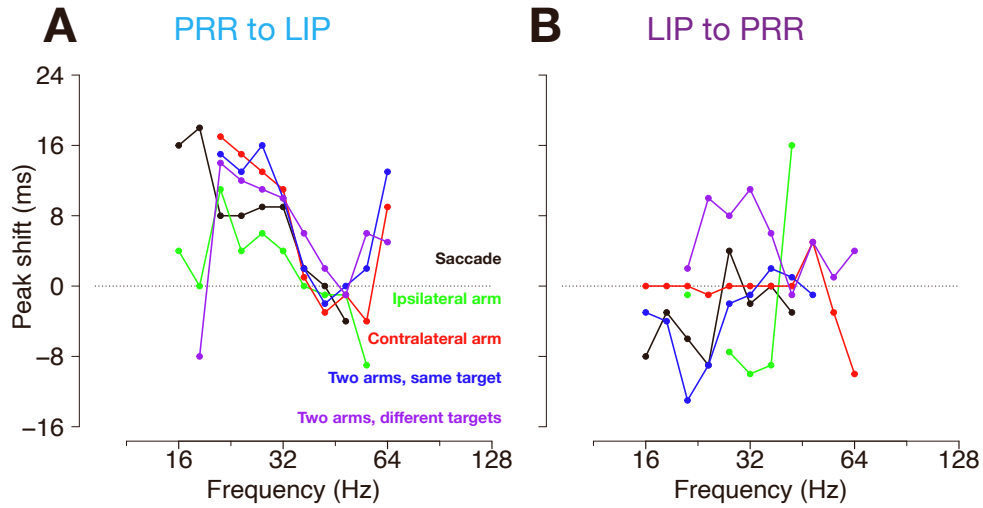 A
PRR to LIP
B
LIP to PRR
24
16
8
0
−8
−16
Peak shift (ms)
Saccade
Ipsilateral arm
Contralateral arm
Two arms, same target
Two arms, different targets
16
32
64
128
Frequency (Hz)
16
32
64
128
Frequency (Hz)